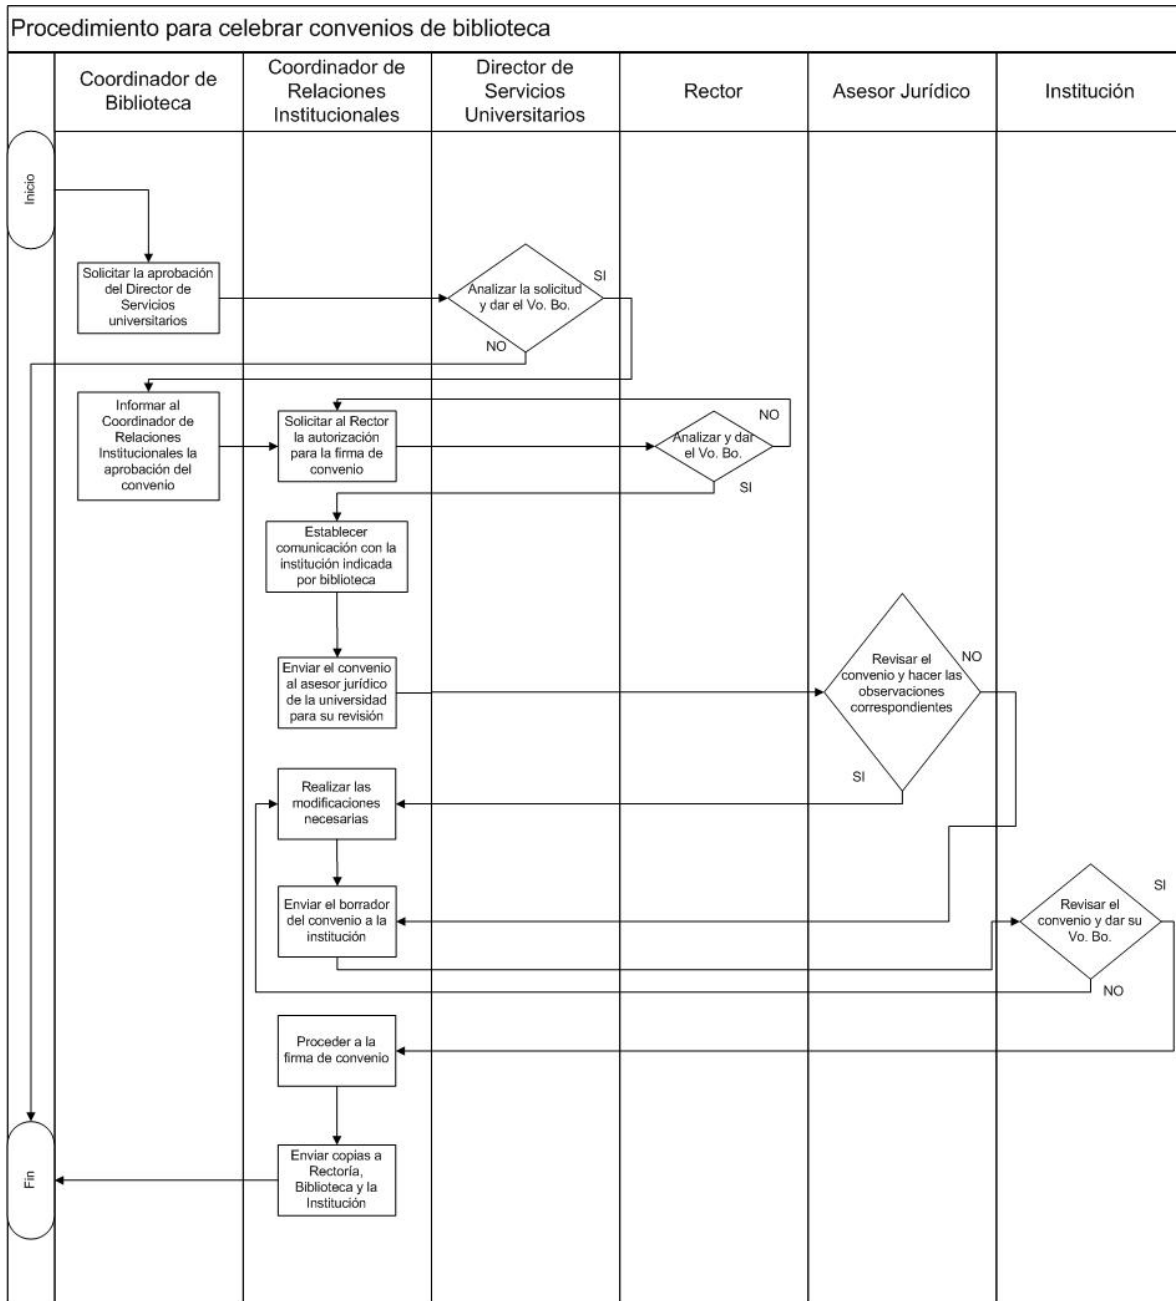 Procedimiento para celebrar convenios de biblioteca
Coordinador de
Biblioteca
Coordinador de
Relaciones
Institucionales
Director de
Servicios
Universitarios
Rector
Asesor Jurídico
Institución
Inicio
Solicitar la aprobación
del Director de
Servicios
universitarios
Analizar la solicitud
y dar el Vo. Bo.
SI
NO
Informar al
Coordinador de
Relaciones
Institucionales la
aprobación del
convenio
Solicitar al Rector
la autorización
para la firma de
convenio
Analizar y dar
el Vo. Bo.
NO
SI
Establecer
comunicación con la
institución indicada
por biblioteca
Enviar el convenio
al asesor jurídico
de la universidad
para su revisión
Revisar el
convenio y hacer las
observaciones
correspondientes
NO
SI
Realizar las
modificaciones
necesarias
Enviar el borrador
del convenio a la
institución
Revisar el
convenio y dar su
Vo. Bo.
SI
NO
Proceder a la
firma de convenio
Enviar copias a
Rectoría,
Biblioteca y la
Institución
Fin